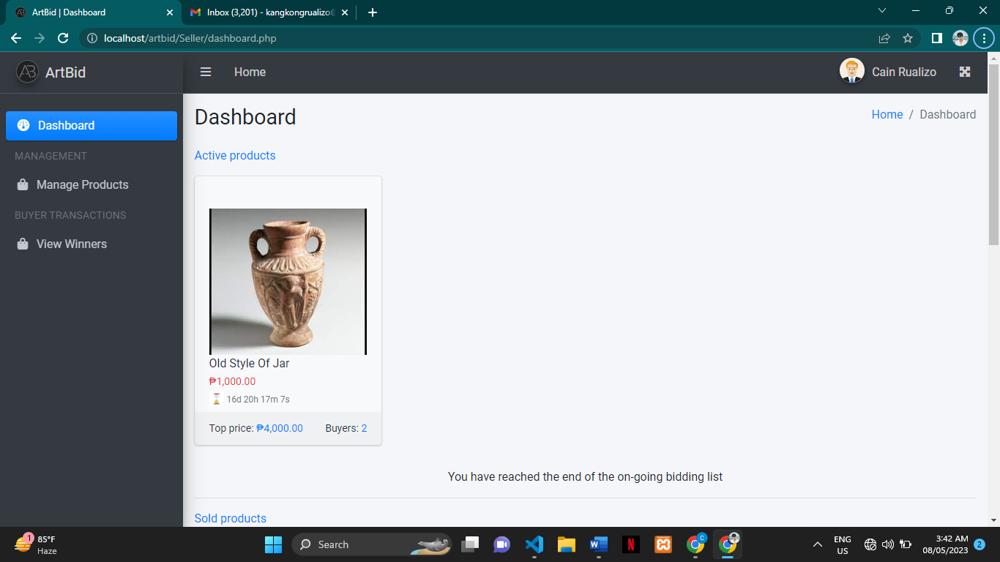 ArtBid | Dashboard
Inbox (3,201) - kangkongrualizo@
localhost/artbid/Seller/dashboard.php
ArtBid
Home
Cain Rualizo
Dashboard
MANAGEMENT
Manage Products
BUYER TRANSACTIONS
View Winners
Dashboard
Home / Dashboard
Active products
Old Style Of Jar
₱1,000.00
16d 20h 17m 7s
Top price: ₱4,000.00 Buyers: 2
You have reached the end of the on-going bidding list
Sold products
1
85°F
Haze
Search
C
ENG
US
3:42 AM
08/05/2023
2